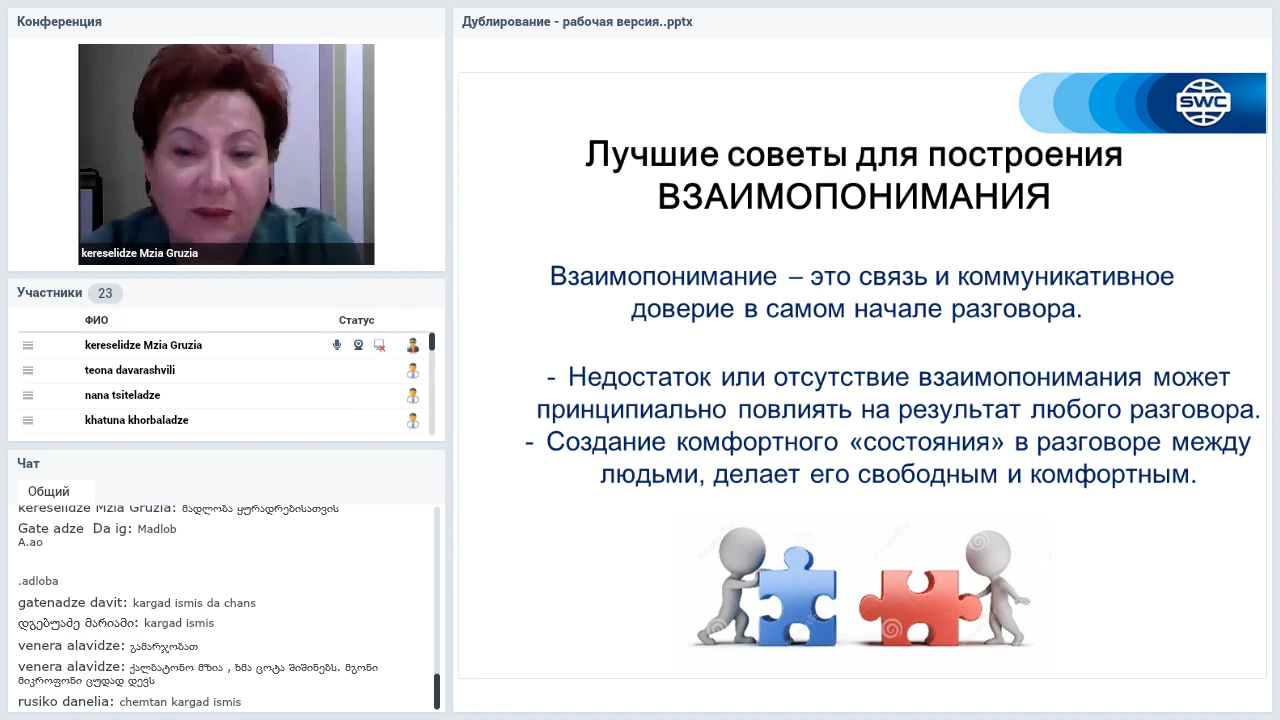 Конференция
kereselidze Mzia Gruzia
Участники 23
ФИО Статус
kereselidze Mzia Gruzia
teona davarashvili
nana tsiteladze
khatuna khorbaladze
Чат
Общий
kereselidze Mzia Gruzia: მადლობა ყურადრებისათვის
Gate adze Da ig: Madlob
A.ao
.adloba
gatenadze davit: kargad ismis da chans
დგებუაძე მარიამი: kargad ismis
venera alavidze: გამარჯობათ
venera alavidze: ქალბატონო მზია , ხმა ცოტა შიშინებს. მგონი
მიკროფონი ცუდად დევს
rusiko danelia: chemtan kargad ismis
Дублирование - рабочая версия..pptx
SWC
Лучшие советы для построения
ВЗАИМОПОНИМАНИЯ
Взаимопонимание – это связь и коммуникативное
доверие в самом начале разговора.
- Недостаток или отсутствие взаимопонимания может
принципиально повлиять на результат любого разговора.
- Создание комфортного «состояния» в разговоре между
людьми, делает его свободным и комфортным.